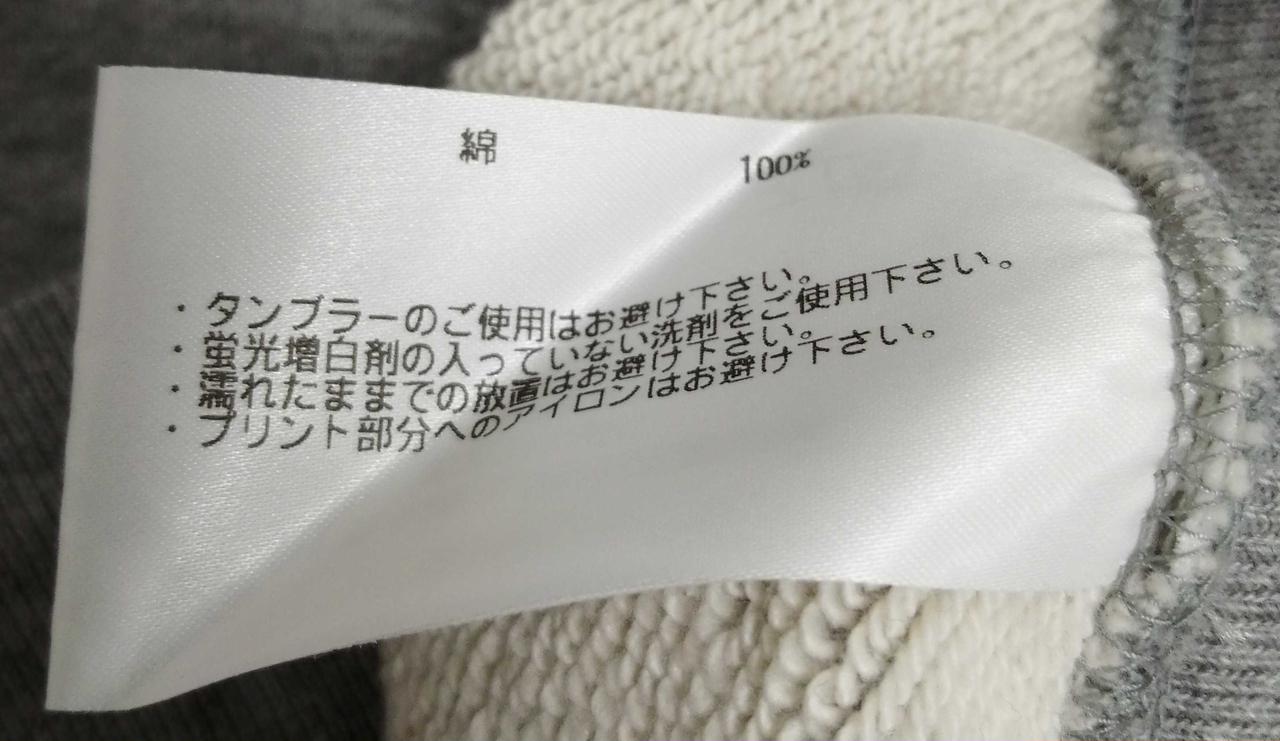 綿 100%
・タンブラーのご使用はお避け下さい。
・蛍光増白剤の入っていない洗剤をご使用下さい。
・濡れたままでの放置はお避け下さい。
・プリント部分へのアイロンはお避け下さい。